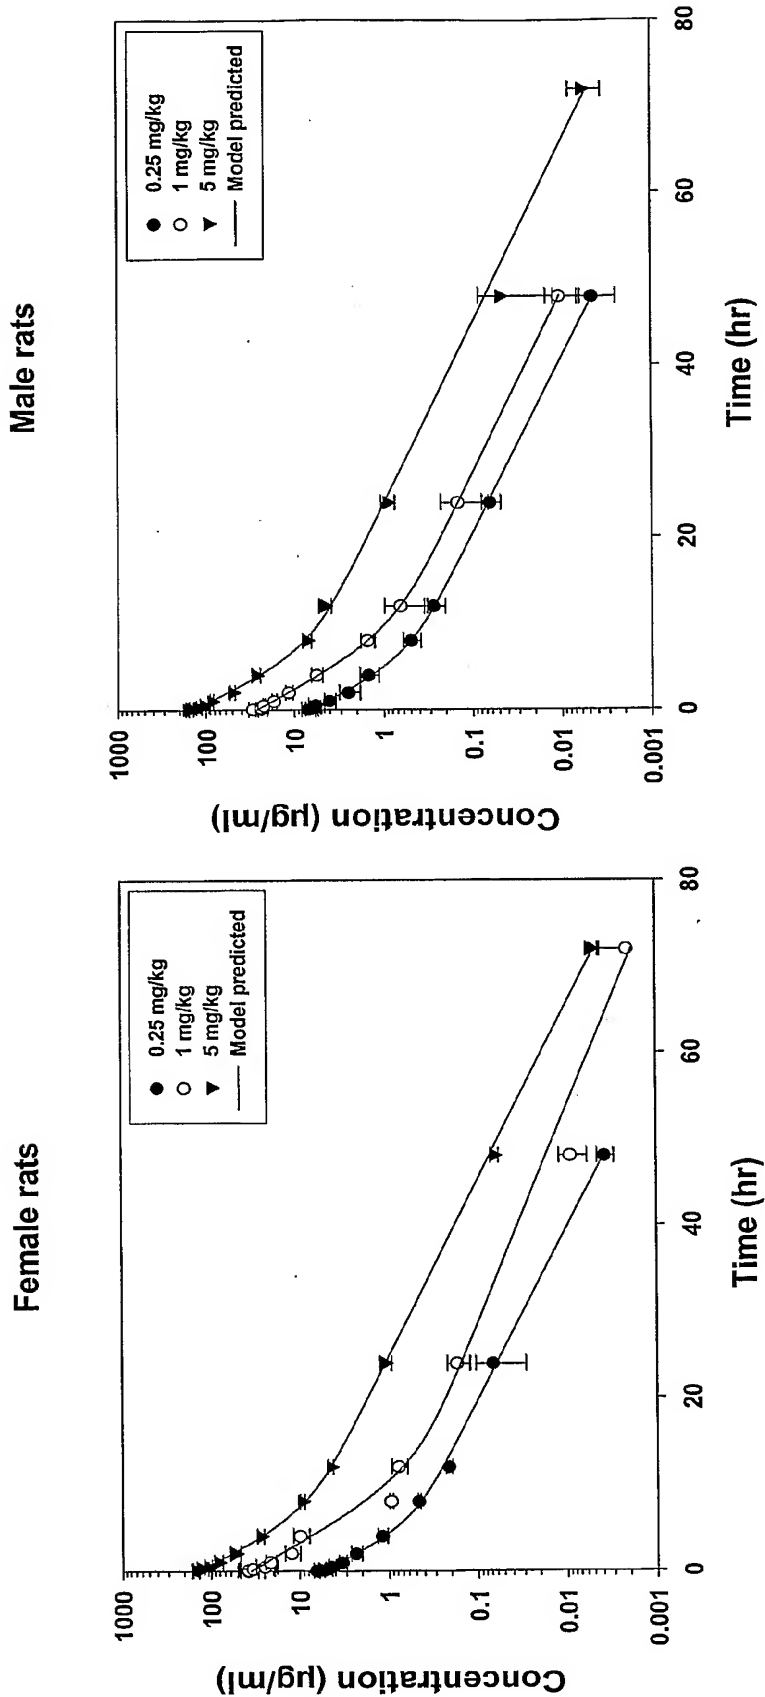 Female rats
Concentration (µg/ml)
1000
100
10
1
0.1
0.01
0.001
0
20
40
60
80
Time (hr)
0.25 mg/kg
1 mg/kg
5 mg/kg
Model predicted
Male rats
Concentration (µg/ml)
1000
100
10
1
0.1
0.01
0.001
0
20
40
60
80
Time (hr)
0.25 mg/kg
1 mg/kg
5 mg/kg
Model predicted